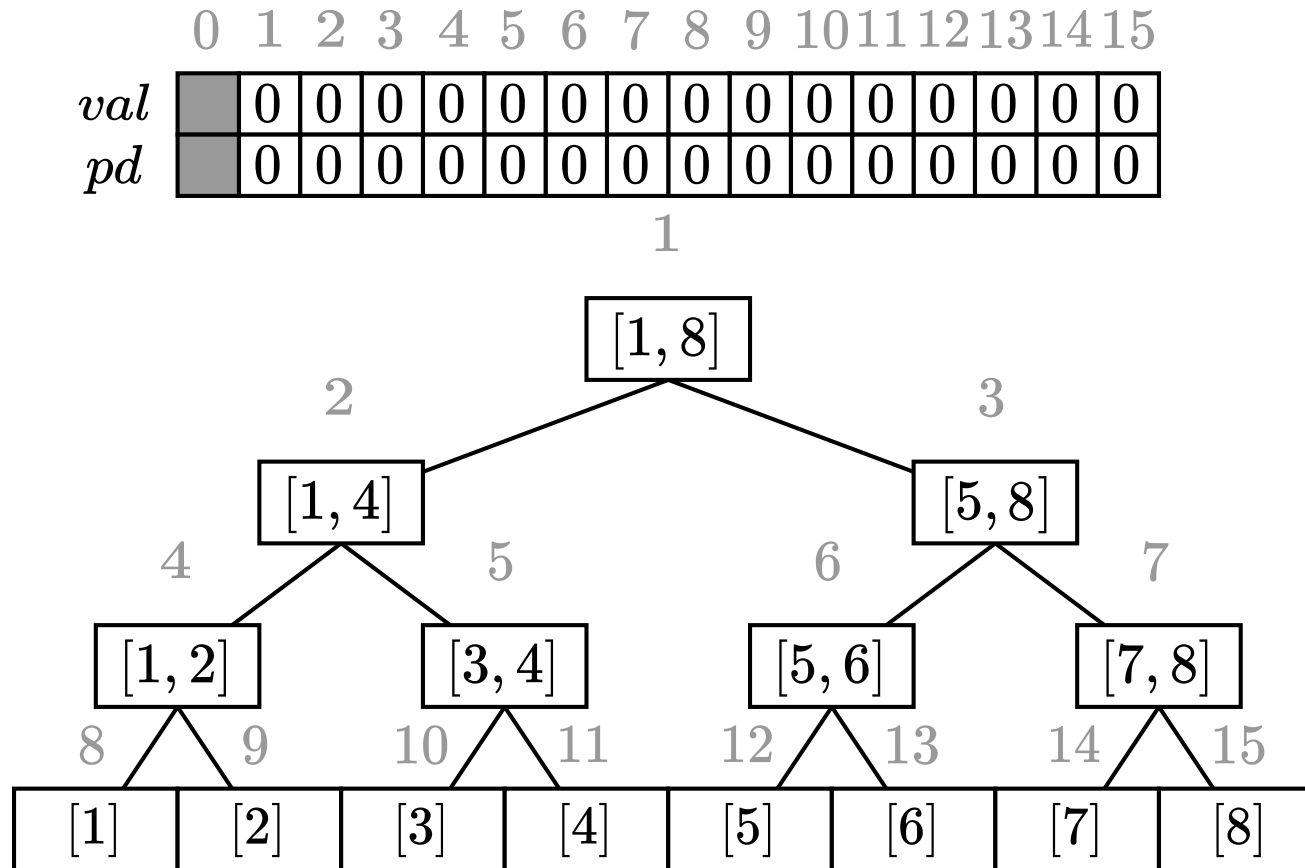 0 1 2 3 4 5 6 7 8 9 10 11 12 13 14 15
val 0 0 0 0 0 0 0 0 0 0 0 0 0 0 0
pd 0 0 0 0 0 0 0 0 0 0 0 0 0 0 0
1
[1, 8]
2 3
[1, 4] [5, 8]
4 5 6 7
[1, 2] [3, 4] [5, 6] [7, 8]
8 9 10 11 12 13 14 15
[1] [2] [3] [4] [5] [6] [7] [8]